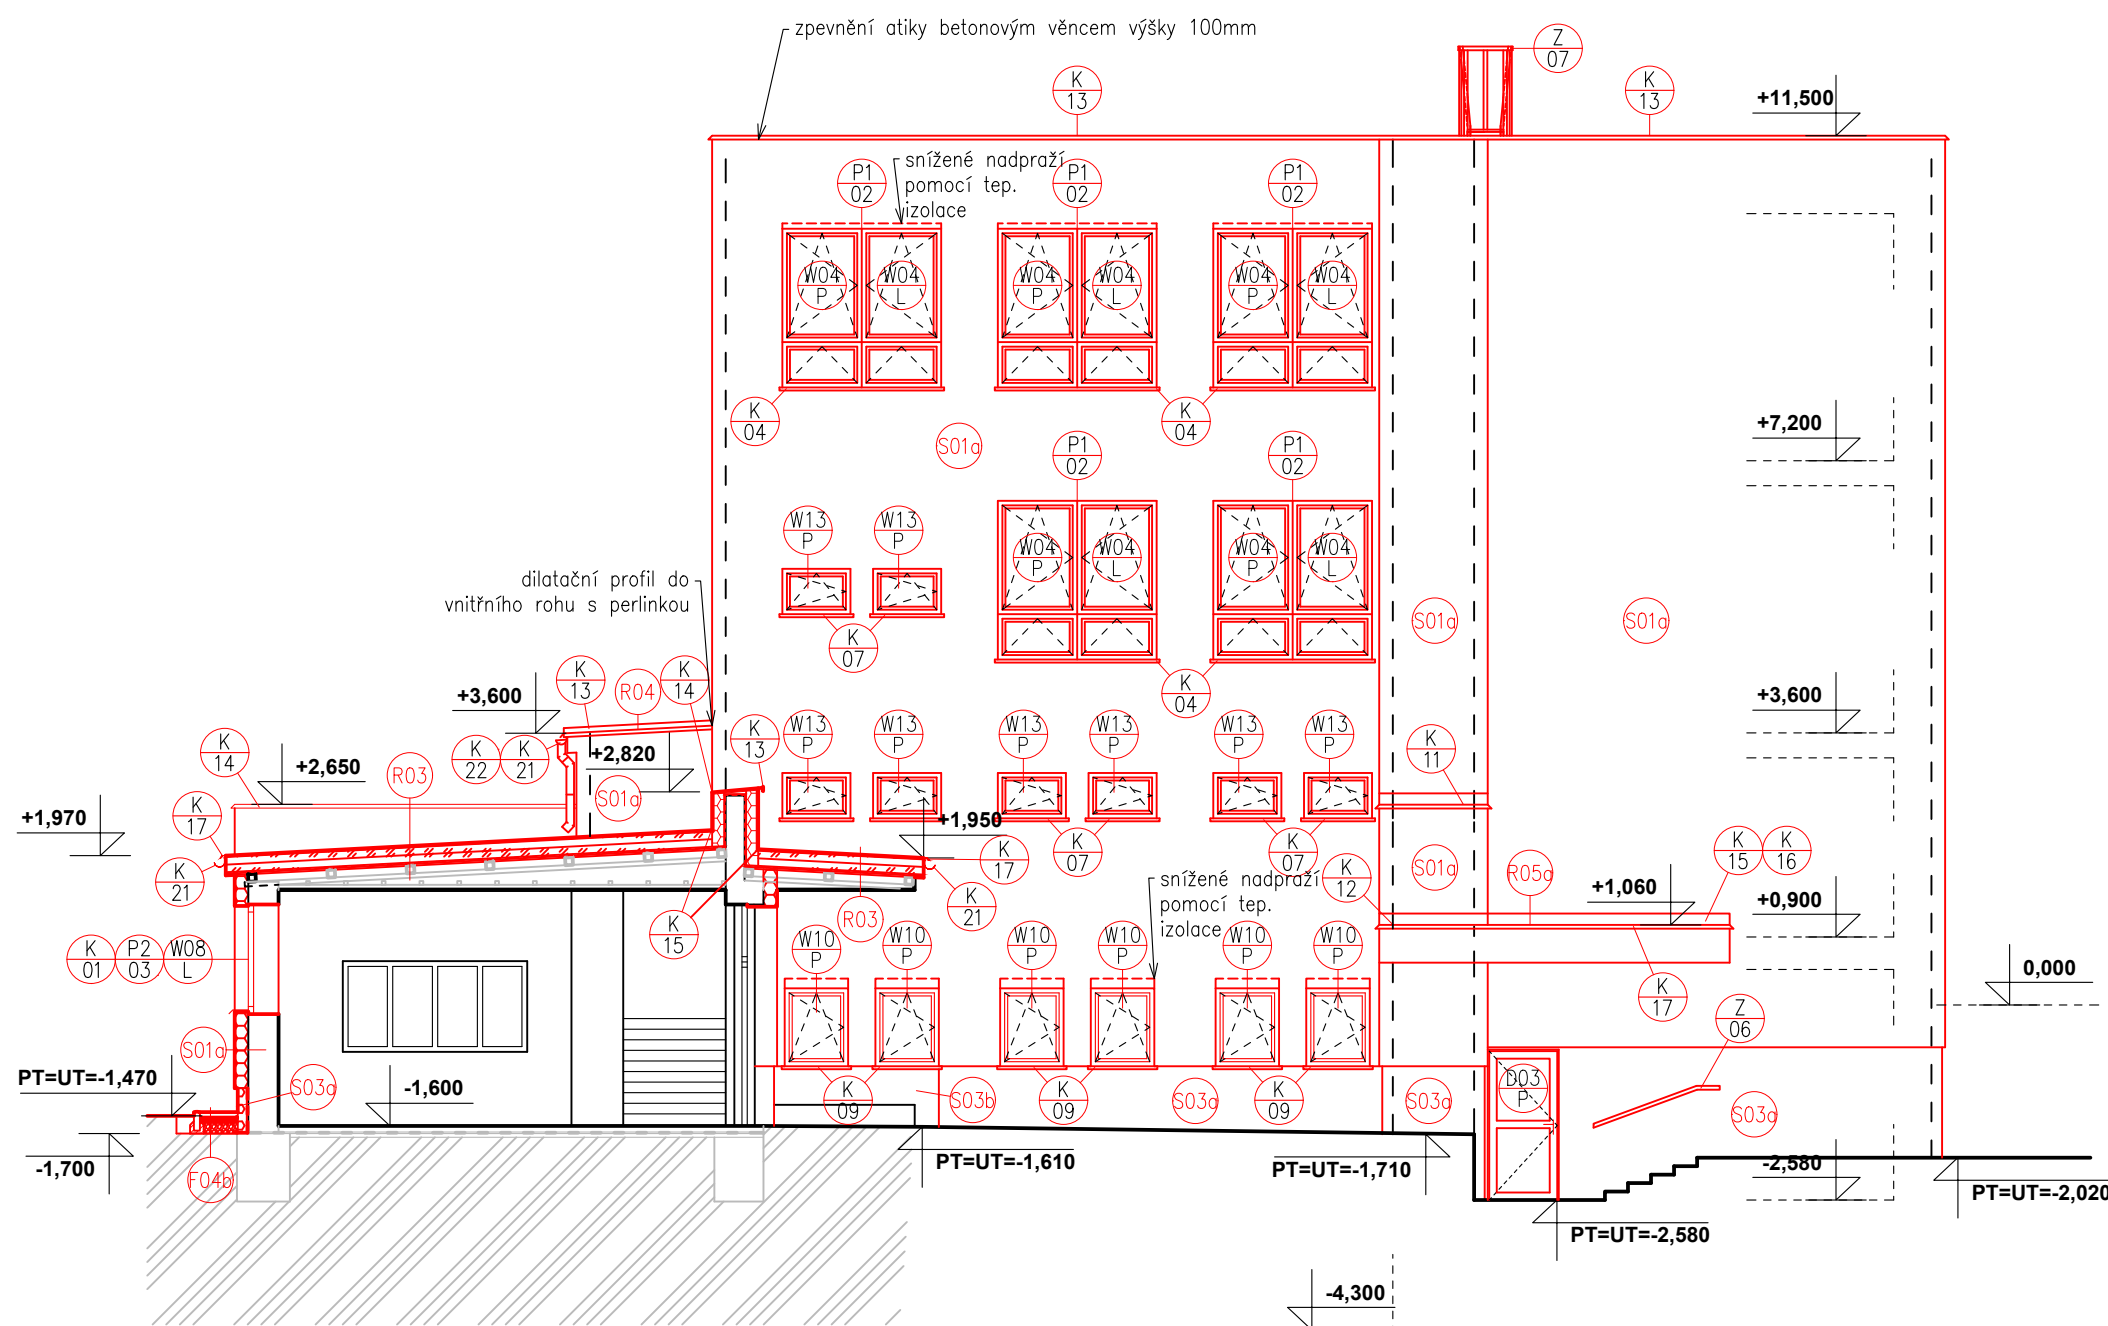 zpevnění atiky betonovým věncem výšky 100mm
Z
07
K
13
K
13
+11,500
snížené nadpraží
pomocí tep.
izolace
P1
02
P1
02
P1
02
W04
P
W04
L
W04
P
W04
L
W04
P
W04
L
K
04
K
04
+7,200
S01a
P1
02
P1
02
W13
P
W13
P
W04
P
W04
L
W04
P
W04
L
dilatační profil do
vnitřního rohu s perlinkou
K
07
S01a
S01a
K
04
K
13
R04
K
14
+3,600
+3,600
K
14
K
22
K
21
+2,820
K
13
W13
P
W13
P
W13
P
W13
P
W13
P
W13
P
K
11
+2,650
R03
S01a
K
17
+1,970
+1,950
K
21
K
17
K
07
K
07
K
12
S01a
R05a
K
15
K
16
+1,060
+0,900
K
21
R03
K
15
snížené nadpraží
pomocí tep.
izolace
K
01
P2
03
W08
L
W10
P
W10
P
W10
P
W10
P
W10
P
W10
P
K
17
0,000
Z
06
S01a
S03a
PT=UT=-1,470
-1,600
K
09
S03b
K
09
S03a
K
09
S03a
D03
P
S03a
-1,700
F04b
PT=UT=-1,610
PT=UT=-1,710
-2,580
PT=UT=-2,020
PT=UT=-2,580
-4,300